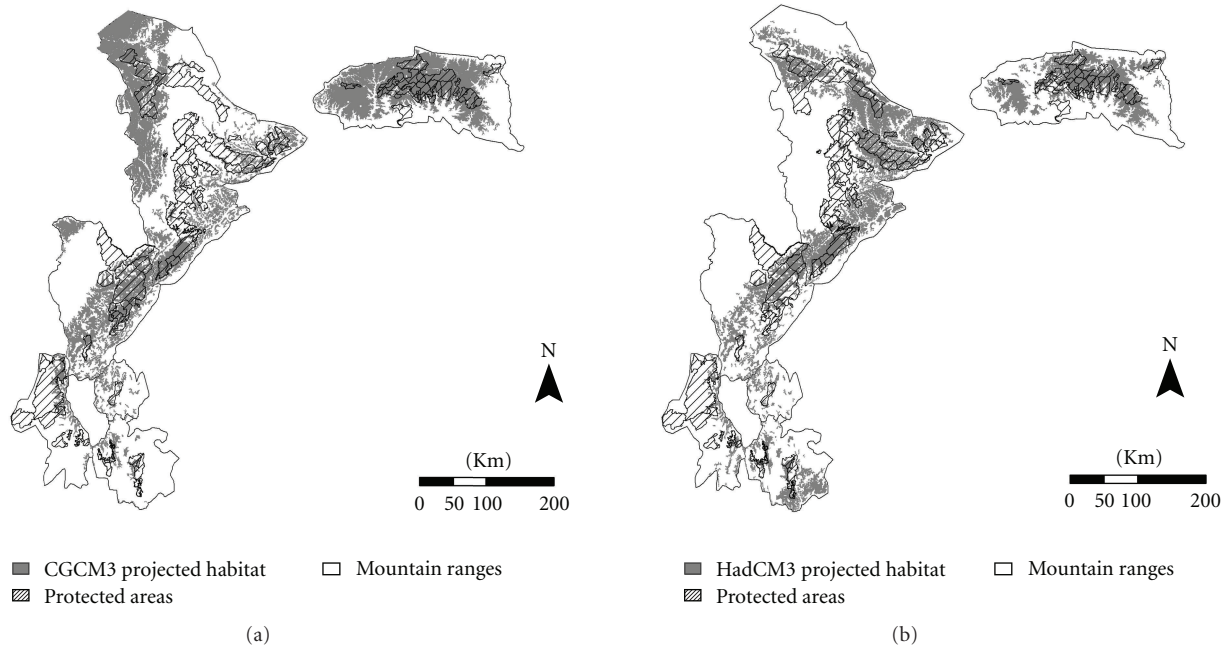 N
N
(Km)
0 50 100 200
(Km)
0 50 100 200
CGCM3 projected habitat
Mountain ranges
Protected areas
HadCM3 projected habitat
Mountain ranges
Protected areas
(a)
(b)